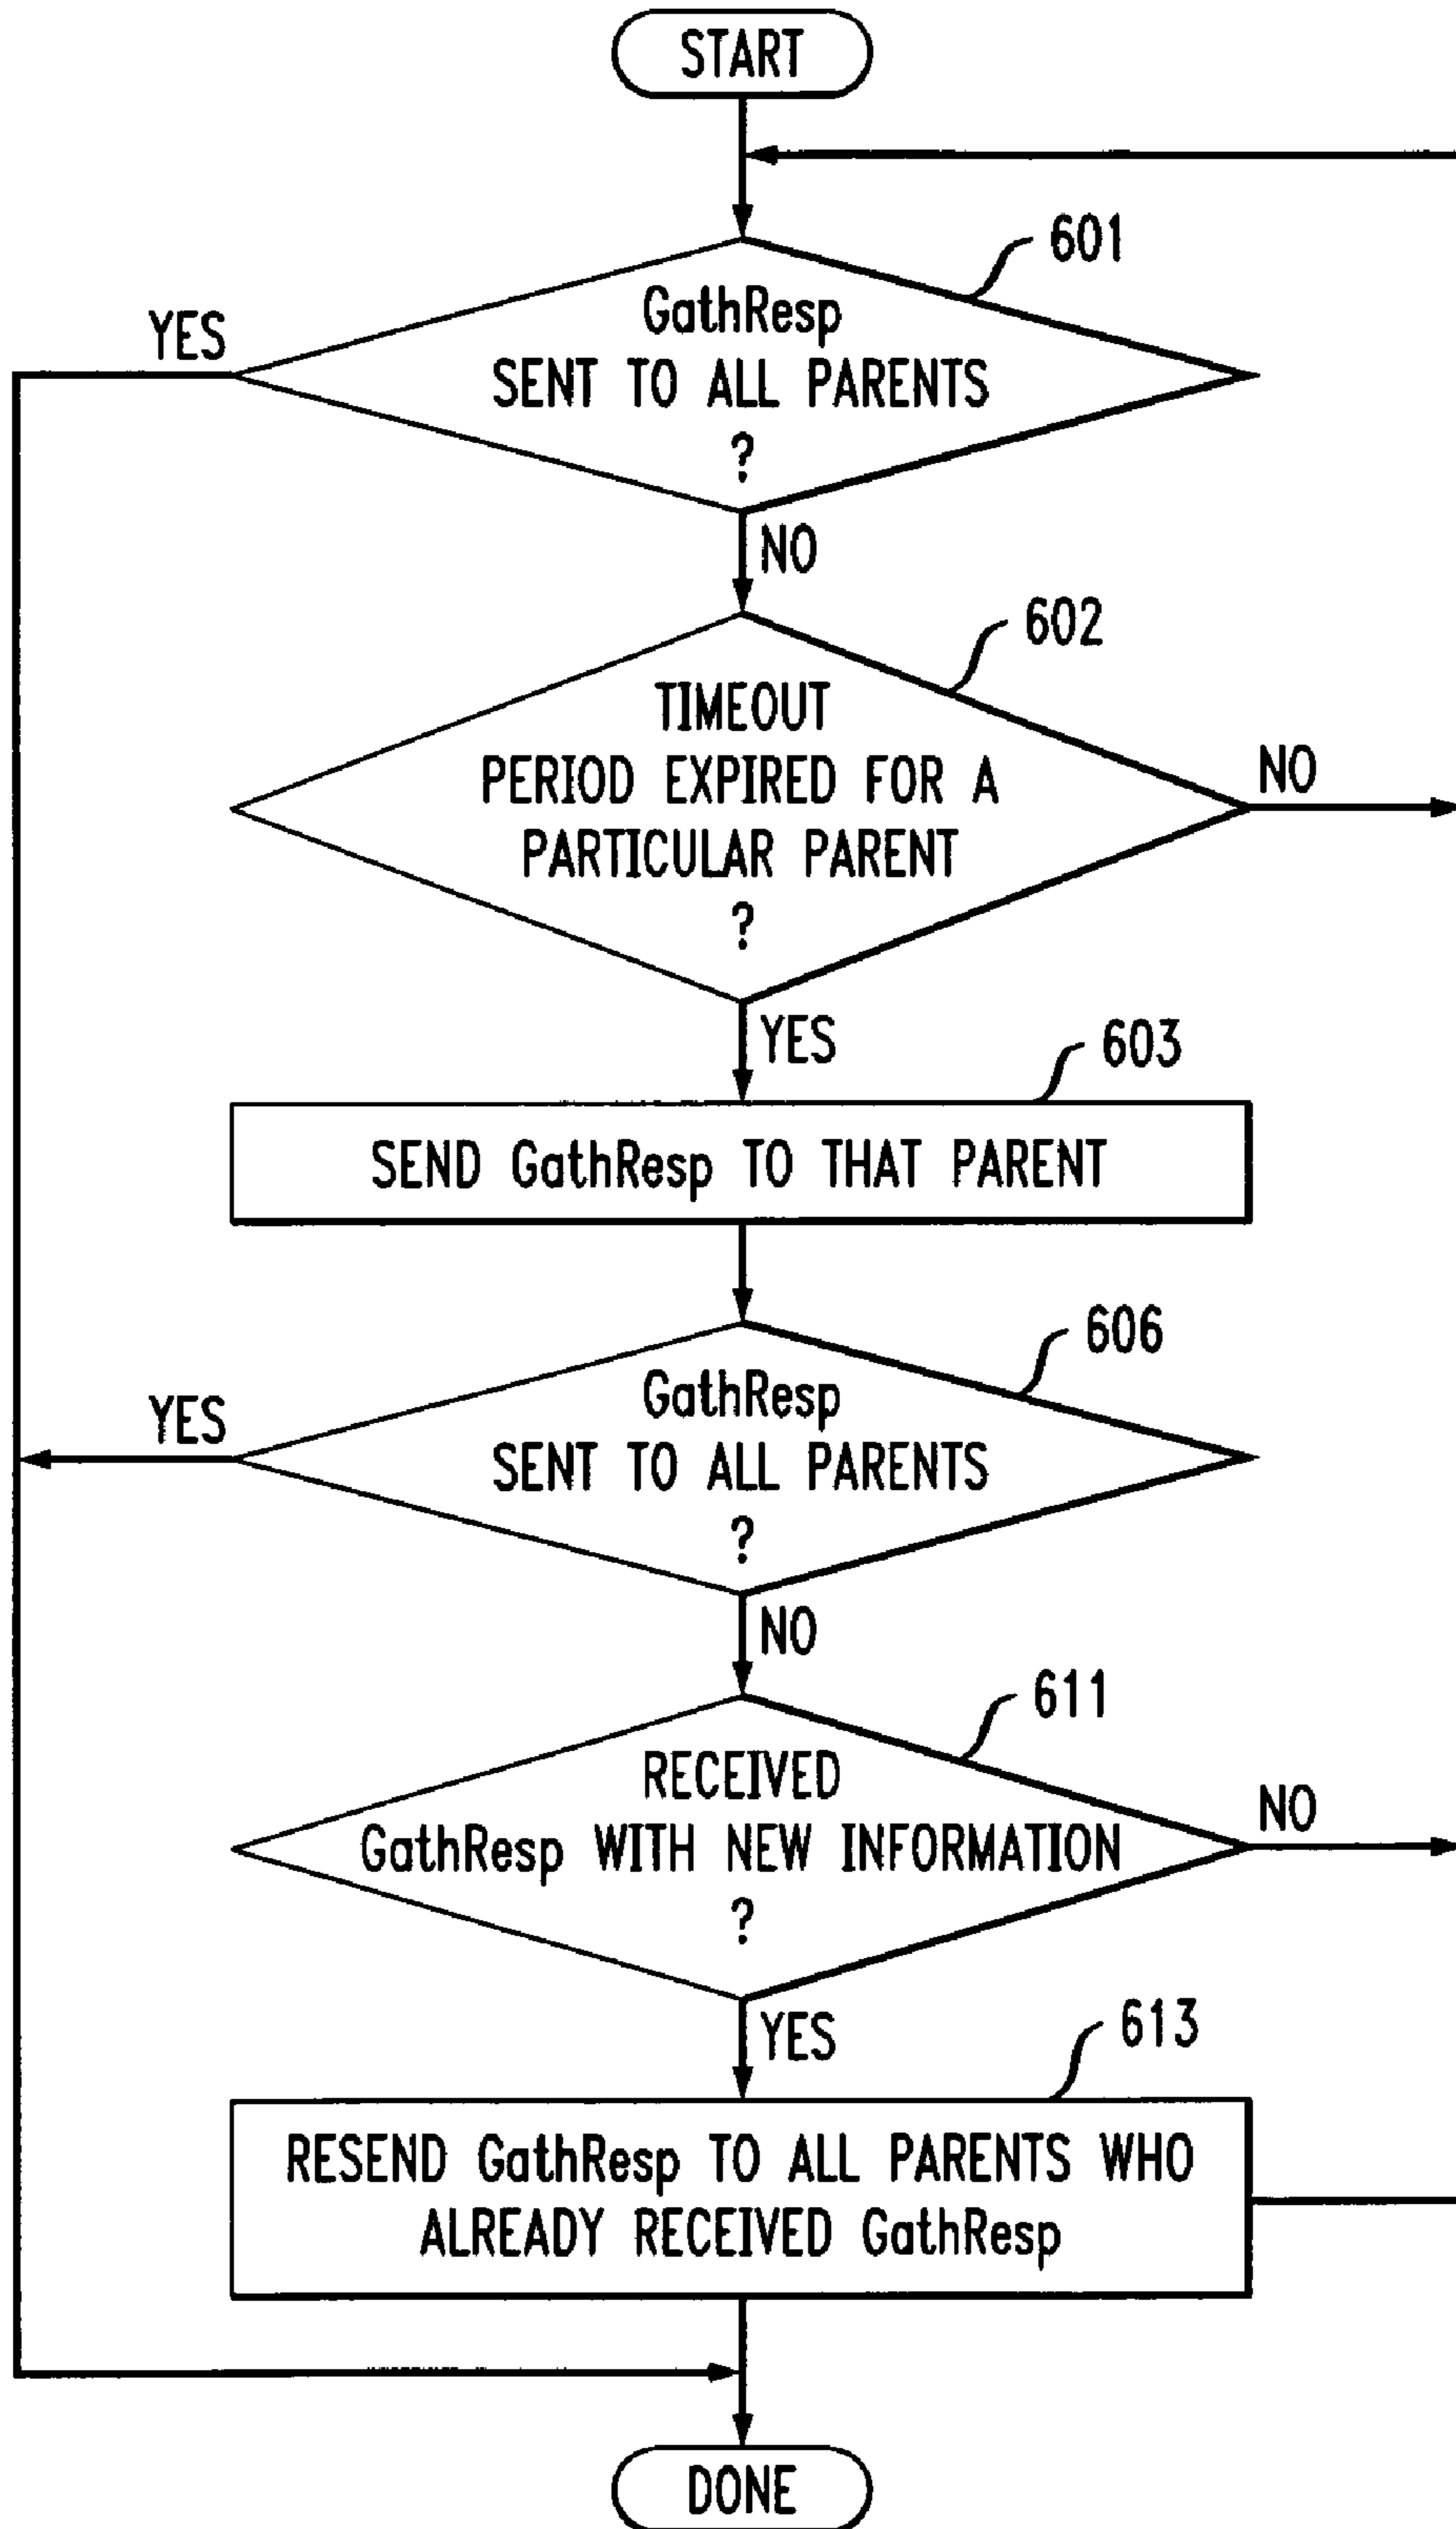 START
601
GathResp
YES
SENT TO ALL PARENTS
?
NO
602
TIMEOUT
PERIOD EXPIRED FOR A
NO
PARTICULAR PARENT
?
YES
603
SEND GathResp TO THAT PARENT
606
GathResp
YES
SENT TO ALL PARENTS
?
NO
611
RECEIVED
GathResp WITH NEW INFORMATION
NO
?
YES
613
RESEND GathResp TO ALL PARENTS WHO
ALREADY RECEIVED GathResp
DONE